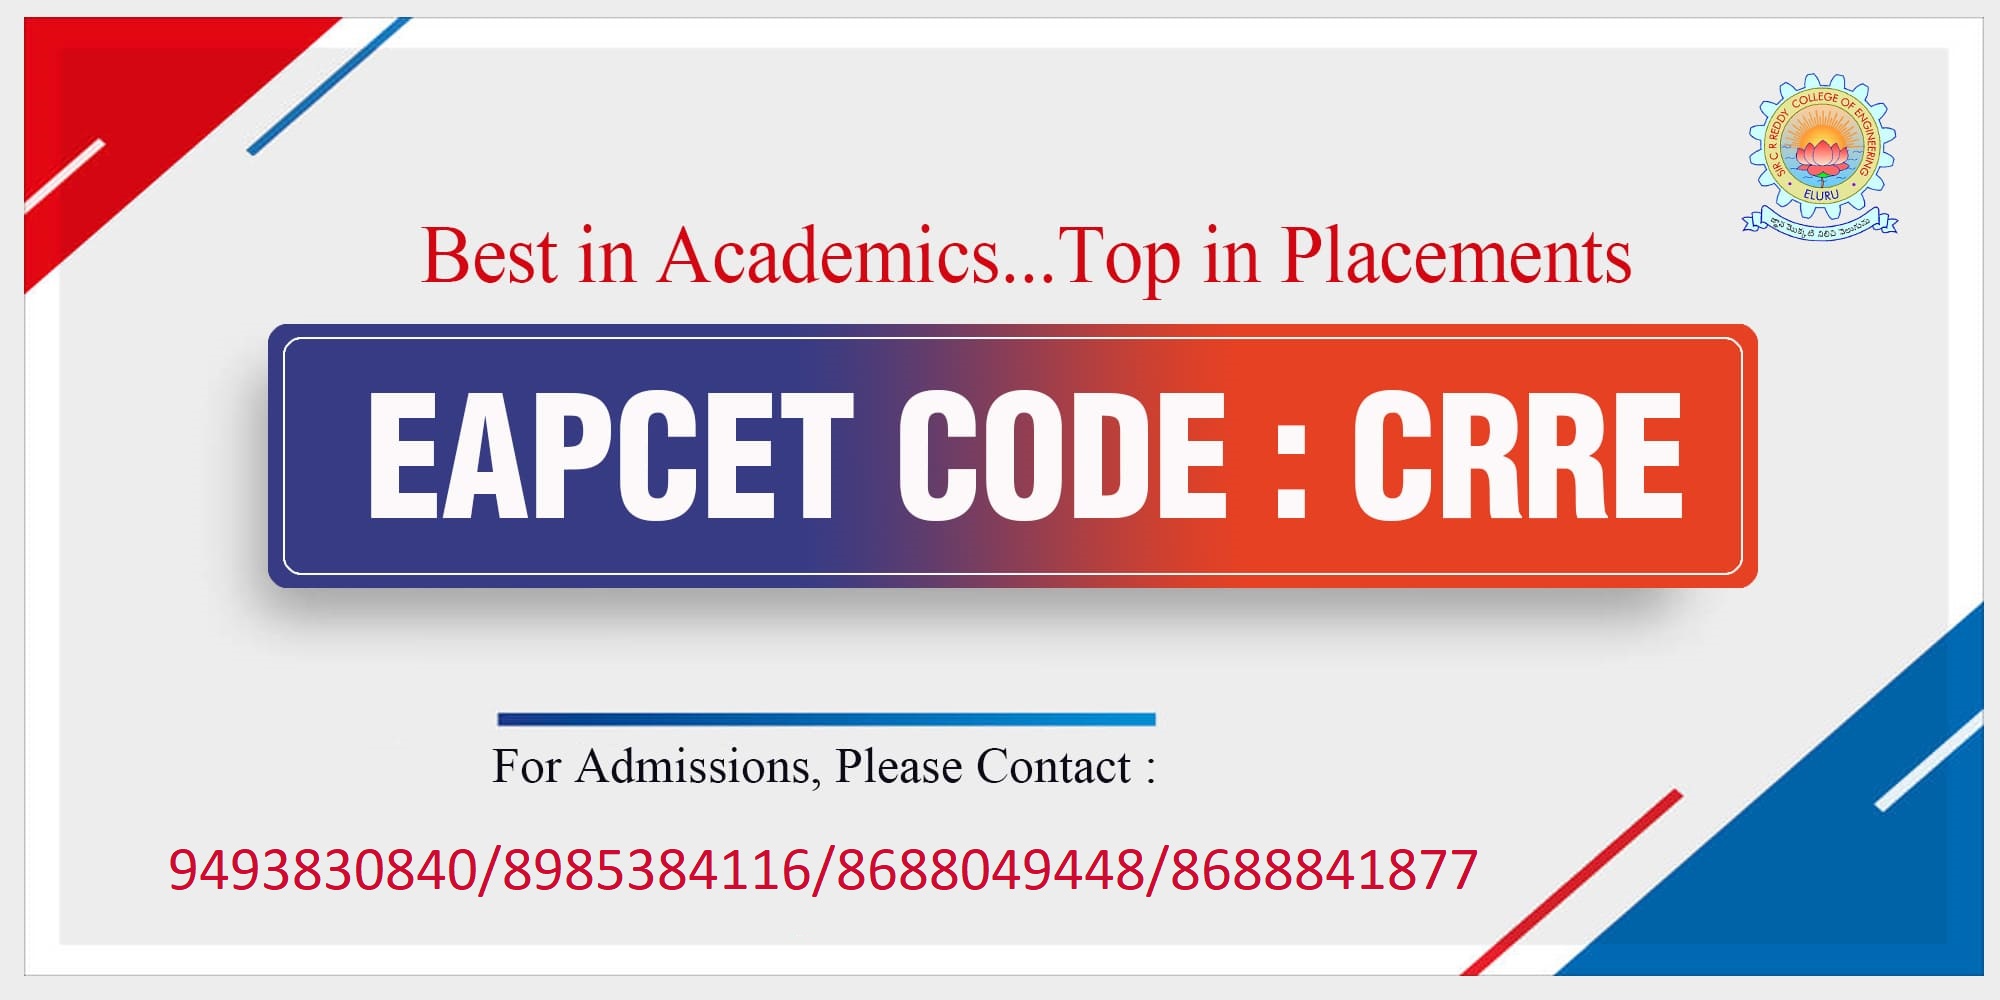 SIR C R REDDY COLLEGE OF ENGINEERING
ELURU
Best in Academics...Top in Placements
EAPCET CODE : CRRE
For Admissions, Please Contact :
9493830840/8985384116/8688049448/8688841877